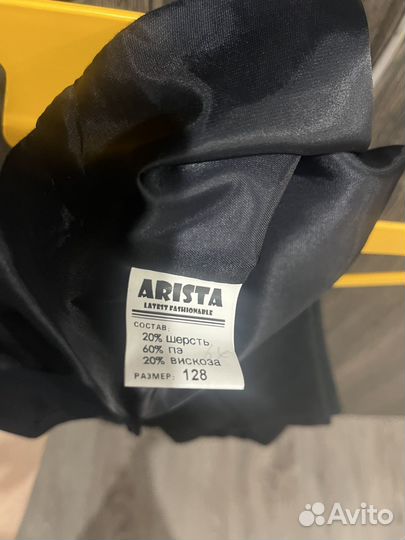 ARISTA
LATEST FASHIONABLE
СОСТАВ:
20% ШЕРСТЬ
60% ПЭ
20% ВИСКОЗА
РАЗМЕР: 128
Avito